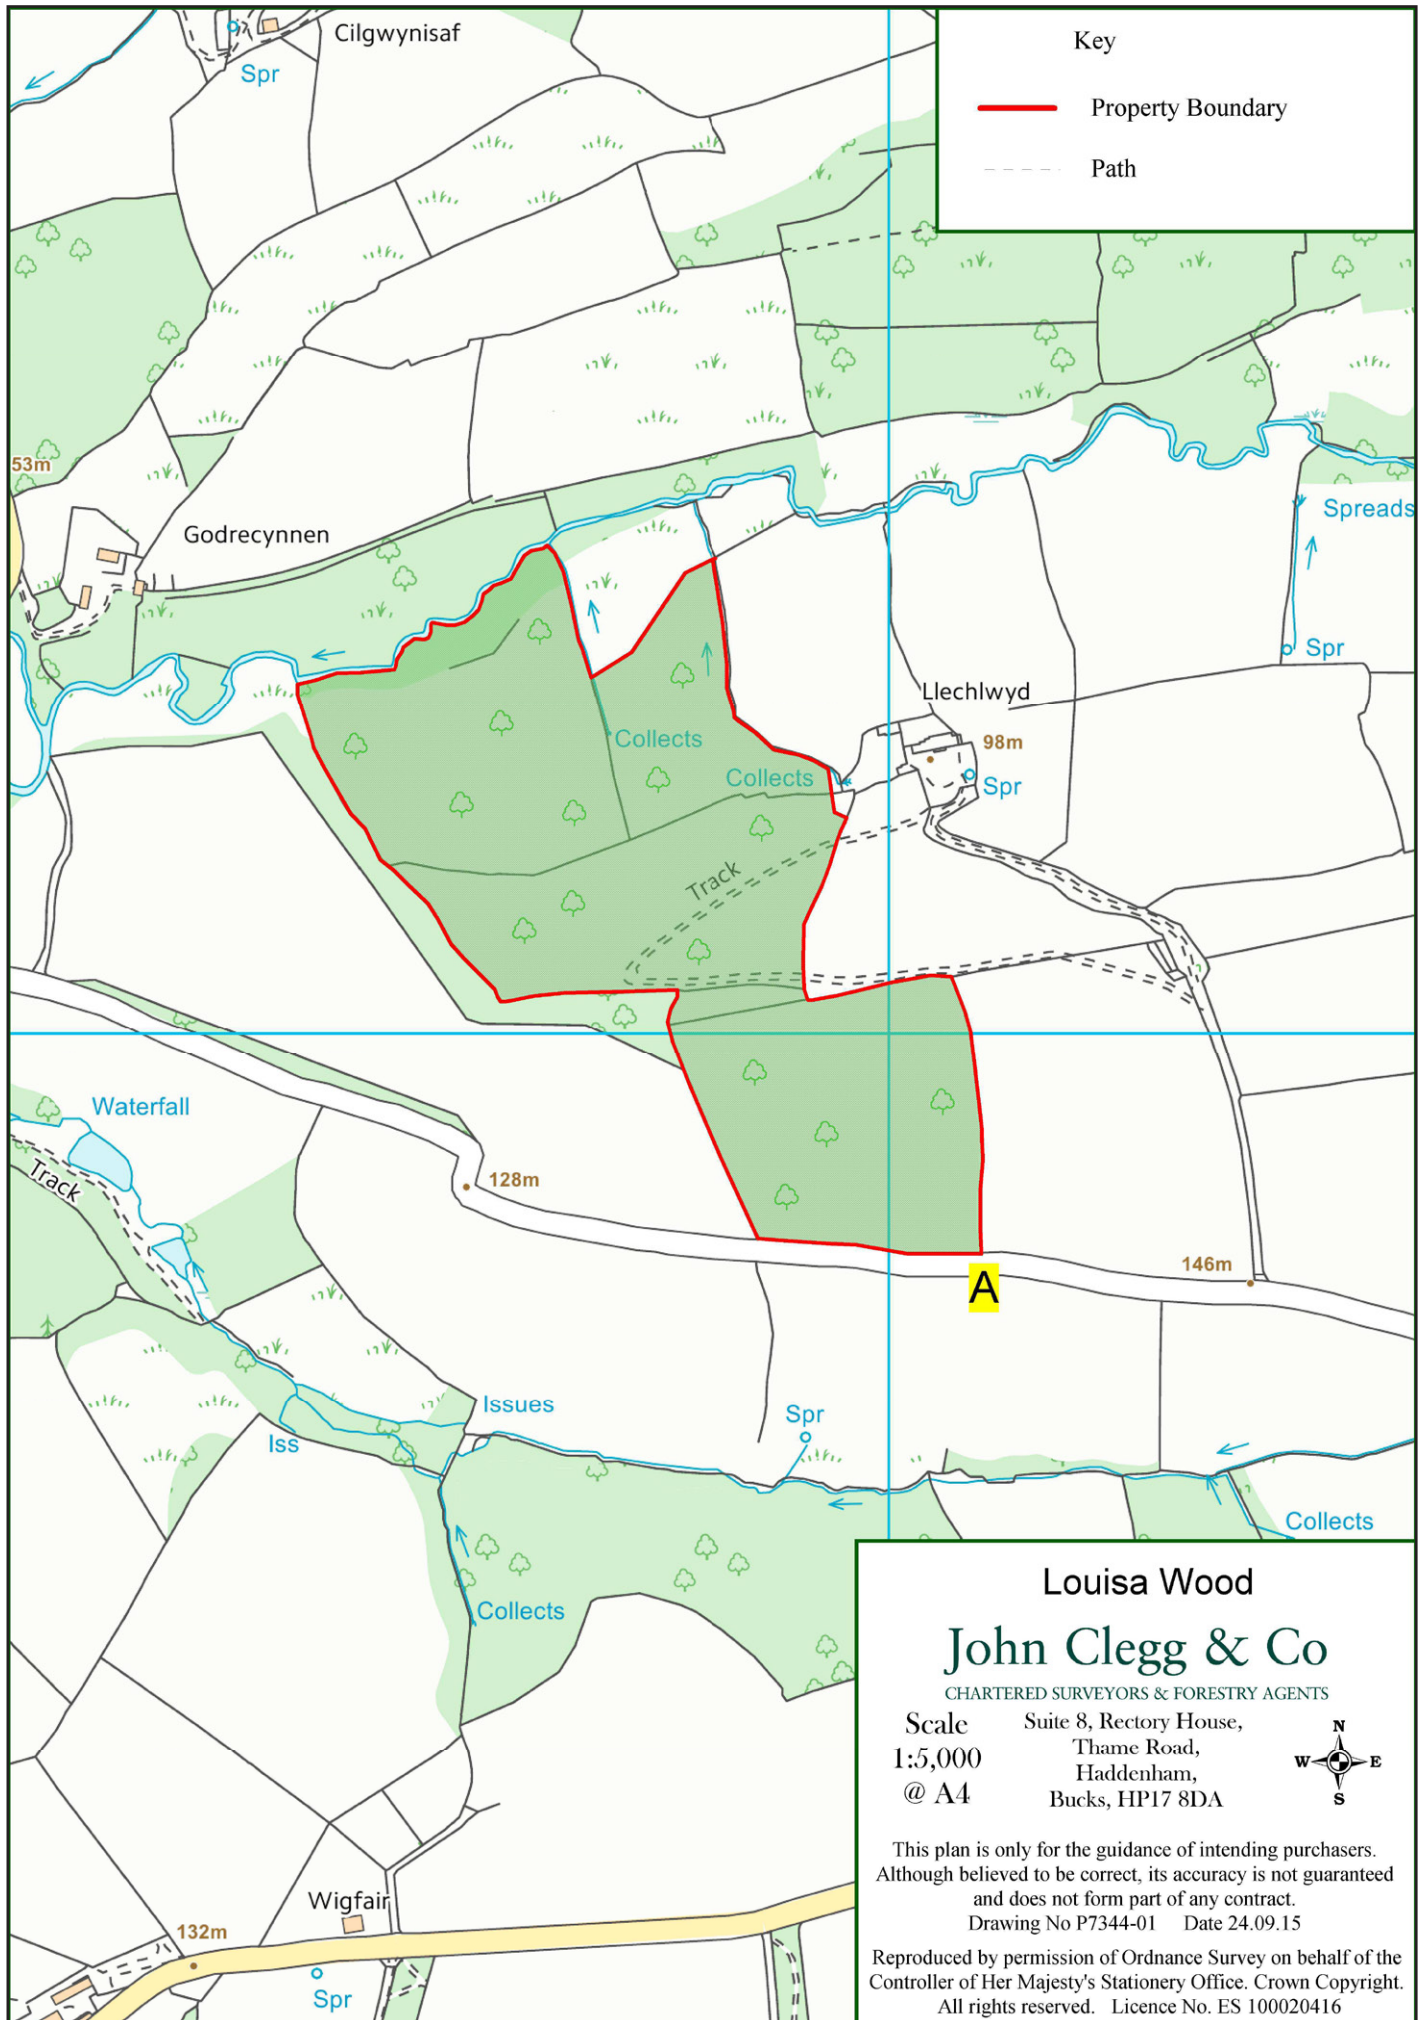 Cilgwynisaf
Spr
Key
Property Boundary
Path
53m
Godrecynnen
Spreads
Spr
Llechlwyd
98m
Spr
Collects
Collects
Track
Waterfall
Track
128m
146m
A
Issues
Iss
Spr
Collects
Collects
Louisa Wood
John Clegg & Co
CHARTERED SURVEYORS & FORESTRY AGENTS
Scale
1:5,000
@ A4
Suite 8, Rectory House,
Thame Road,
Haddenham,
Bucks, HP17 8DA
N
W E
S
This plan is only for the guidance of intending purchasers.
Although believed to be correct, its accuracy is not guaranteed
and does not form part of any contract.
Drawing No P7344-01 Date 24.09.15
Reproduced by permission of Ordnance Survey on behalf of the
Controller of Her Majesty's Stationery Office. Crown Copyright.
All rights reserved. Licence No. ES 100020416
Wigfair
132m
Spr